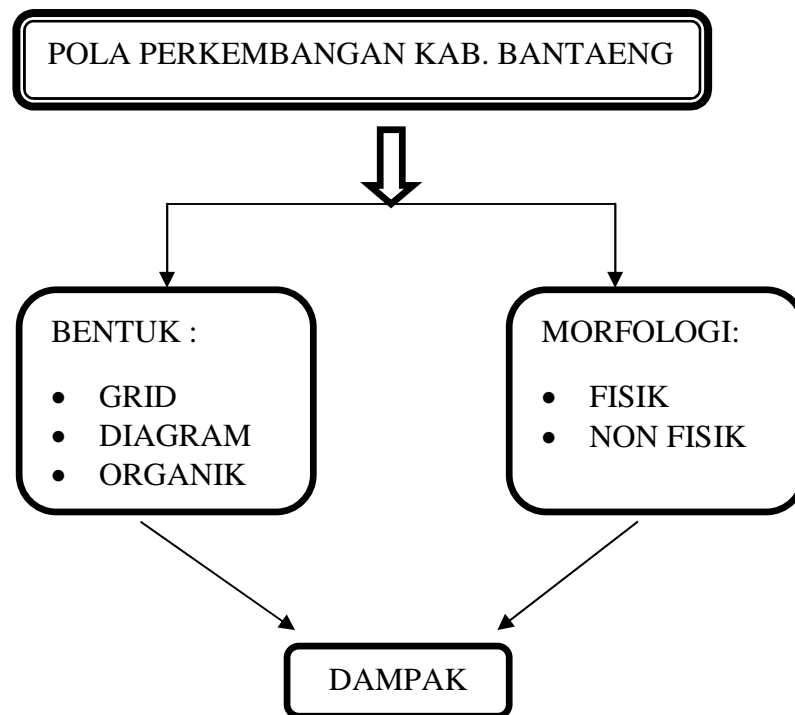 POLA PERKEMBANGAN KAB. BANTAENG
BENTUK :
• GRID
• DIAGRAM
• ORGANIK
MORFOLOGI:
• FISIK
• NON FISIK
DAMPAK